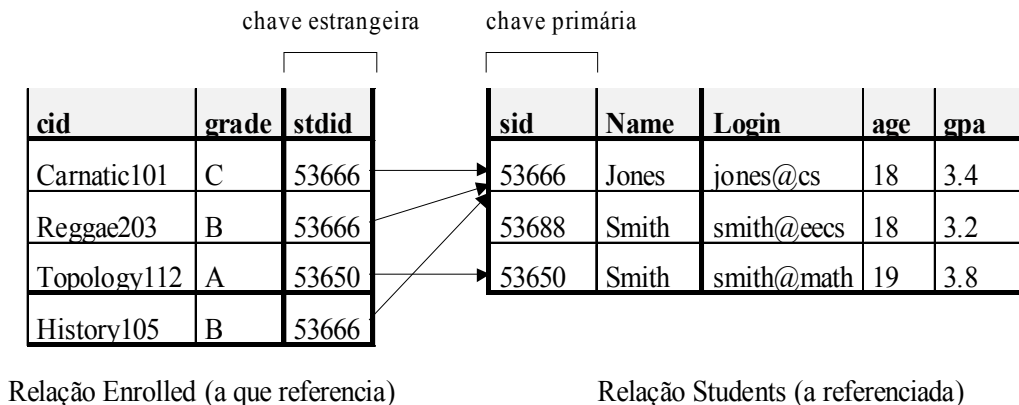 chave estrangeira
chave primária
cid grade stdid
Carnatic101 C 53666
Reggae203 B 53666
Topology112 A 53650
History105 B 53666
sid Name Login age gpa
53666 Jones jones@cs 18 3.4
53688 Smith smith@eecs 18 3.2
53650 Smith smith@math 19 3.8
Relação Enrolled (a que referencia)
Relação Students (a referenciada)